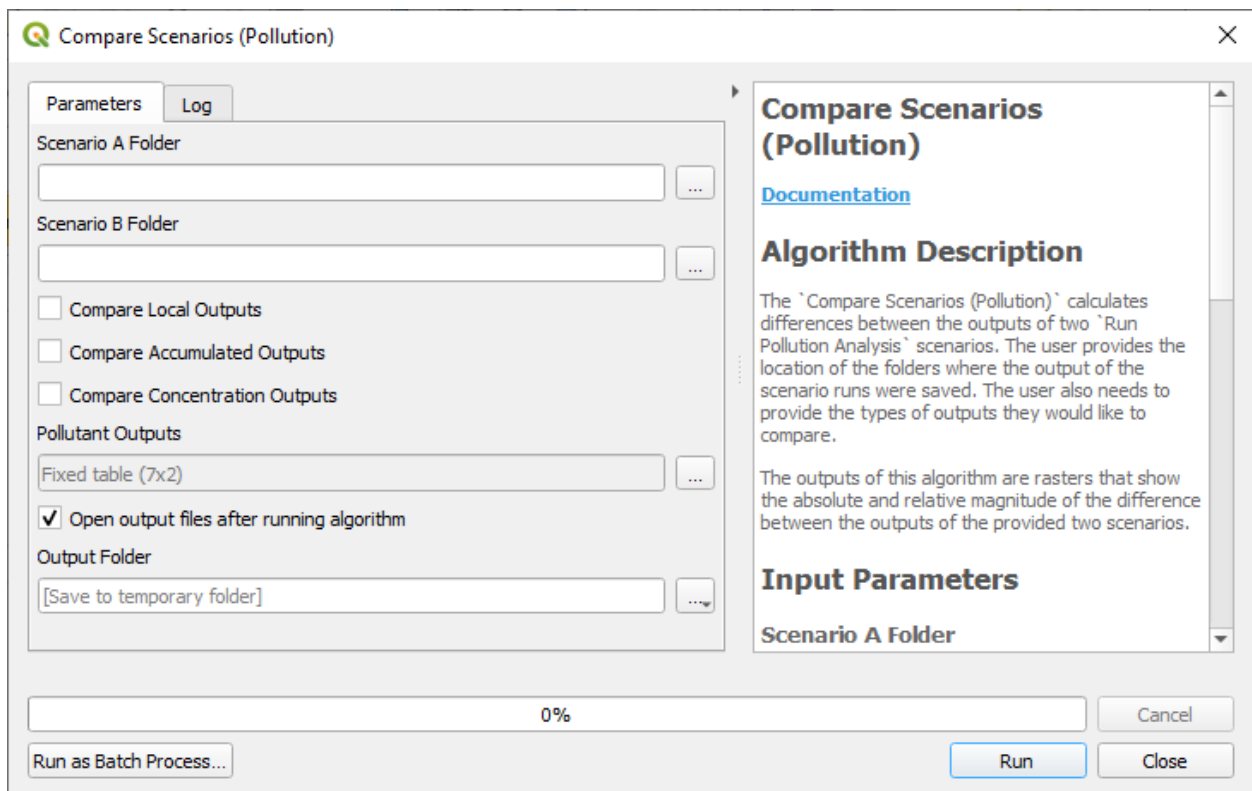 Compare Scenarios (Pollution)
Parameters
Log
Scenario A Folder
...
Scenario B Folder
...
Compare Local Outputs
Compare Accumulated Outputs
Compare Concentration Outputs
Pollutant Outputs
Fixed table (7x2)
...
Open output files after running algorithm
Output Folder
[Save to temporary folder]
...
Compare Scenarios
(Pollution)
Documentation
Algorithm Description
The `Compare Scenarios (Pollution)` calculates
differences between the outputs of two `Run
Pollution Analysis` scenarios. The user provides the
location of the folders where the output of the
scenario runs were saved. The user also needs to
provide the types of outputs they would like to
compare.
The outputs of this algorithm are rasters that show
the absolute and relative magnitude of the difference
between the outputs of the provided two scenarios.
Input Parameters
Scenario A Folder
0%
Cancel
Run as Batch Process...
Run
Close